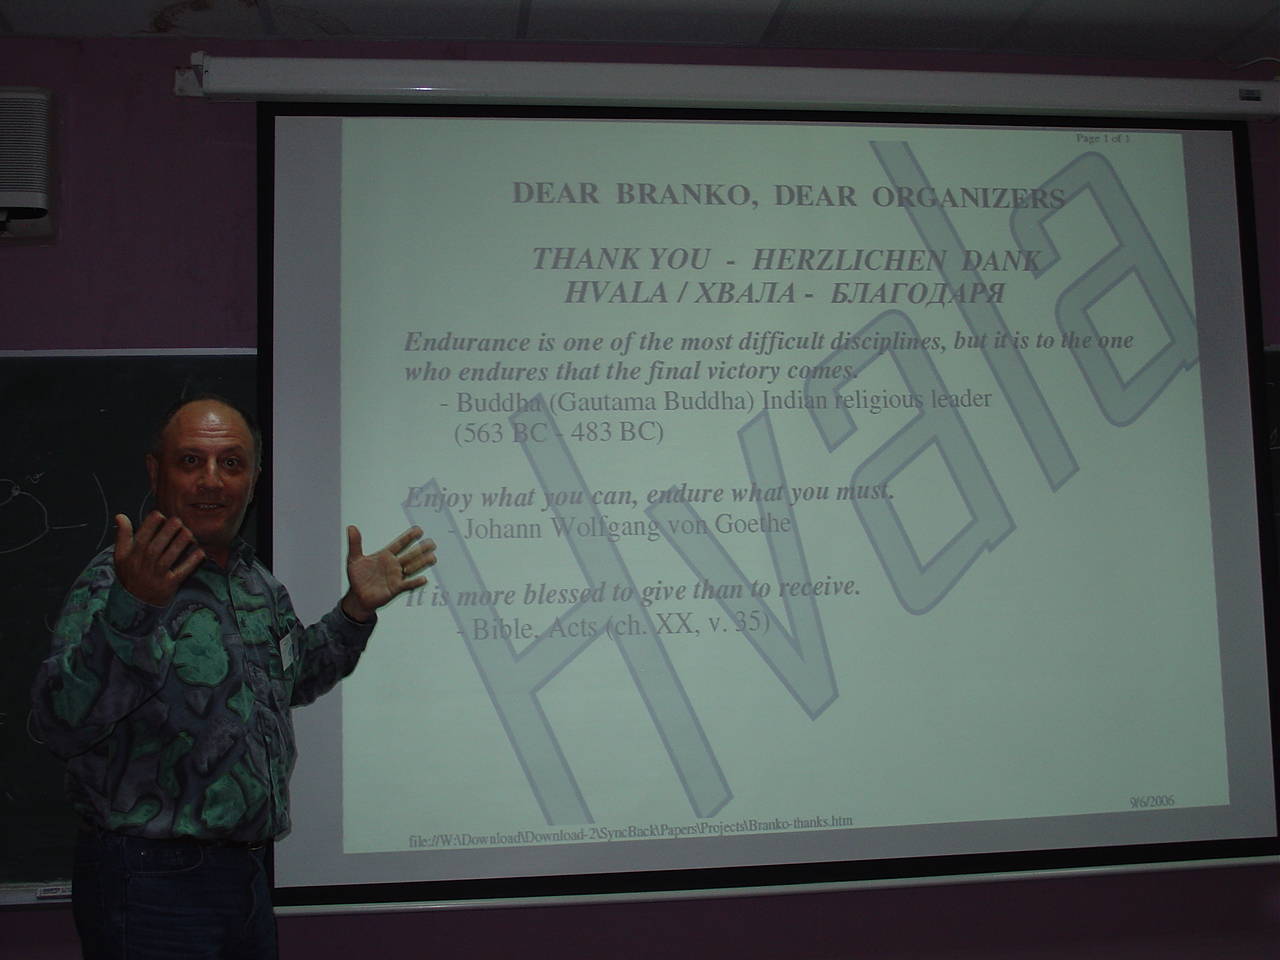 Page 1 of 1
DEAR BRANKO, DEAR ORGANIZERS
THANK YOU - HERZLICHEN DANK
HVALA / ХВАЛА - БЛАГОДАРЯ
Endurance is one of the most difficult disciplines, but it is to the one
who endures that the final victory comes.
- Buddha (Gautama Buddha) Indian religious leader
(563 BC - 483 BC)
Enjoy what you can, endure what you must.
- Johann Wolfgang von Goethe
It is more blessed to give than to receive.
- Bible, Acts (ch. XX, v. 35)
Hvala
9/6/2006
file://W:\Download\Download-2\SyncBack\Papers\Projects\Branko-thanks.htm